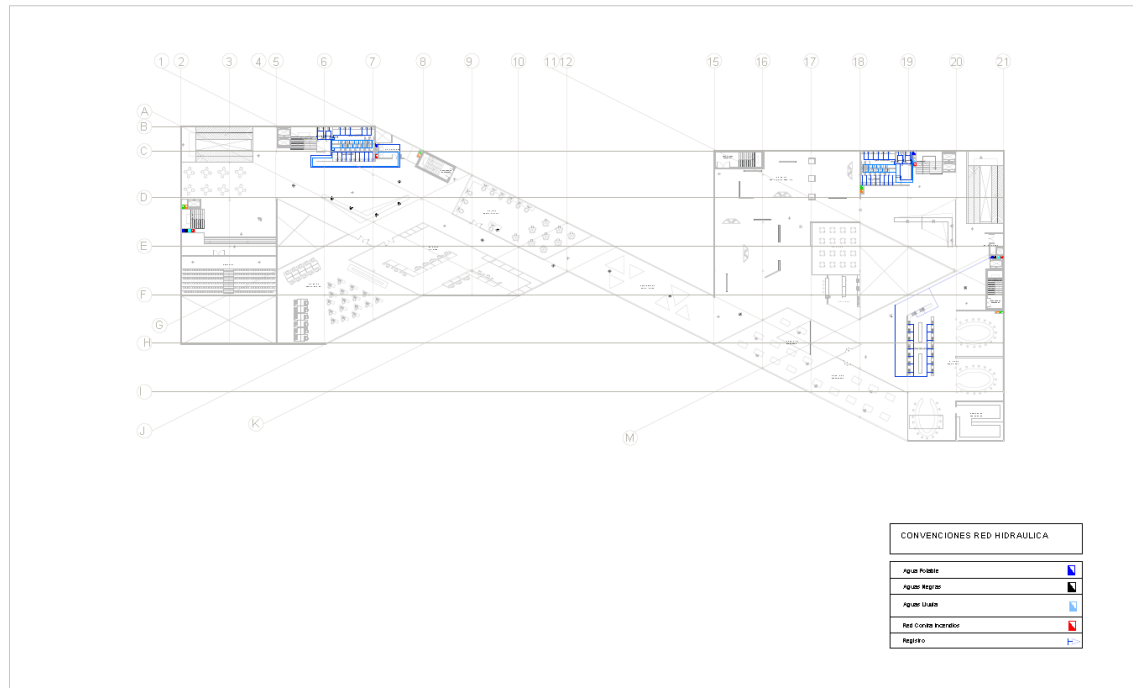 1 2 3 4 5 6 7 8 9 10 11 12 15 16 17 18 19 20 21
A
B
C
D
E
F
G
H
I
J
K
M
CONVENCIONES RED HIDRAULICA
Agua Potable
Aguas Negras
Aguas Lluvia
Red Contra Incendios
Registro